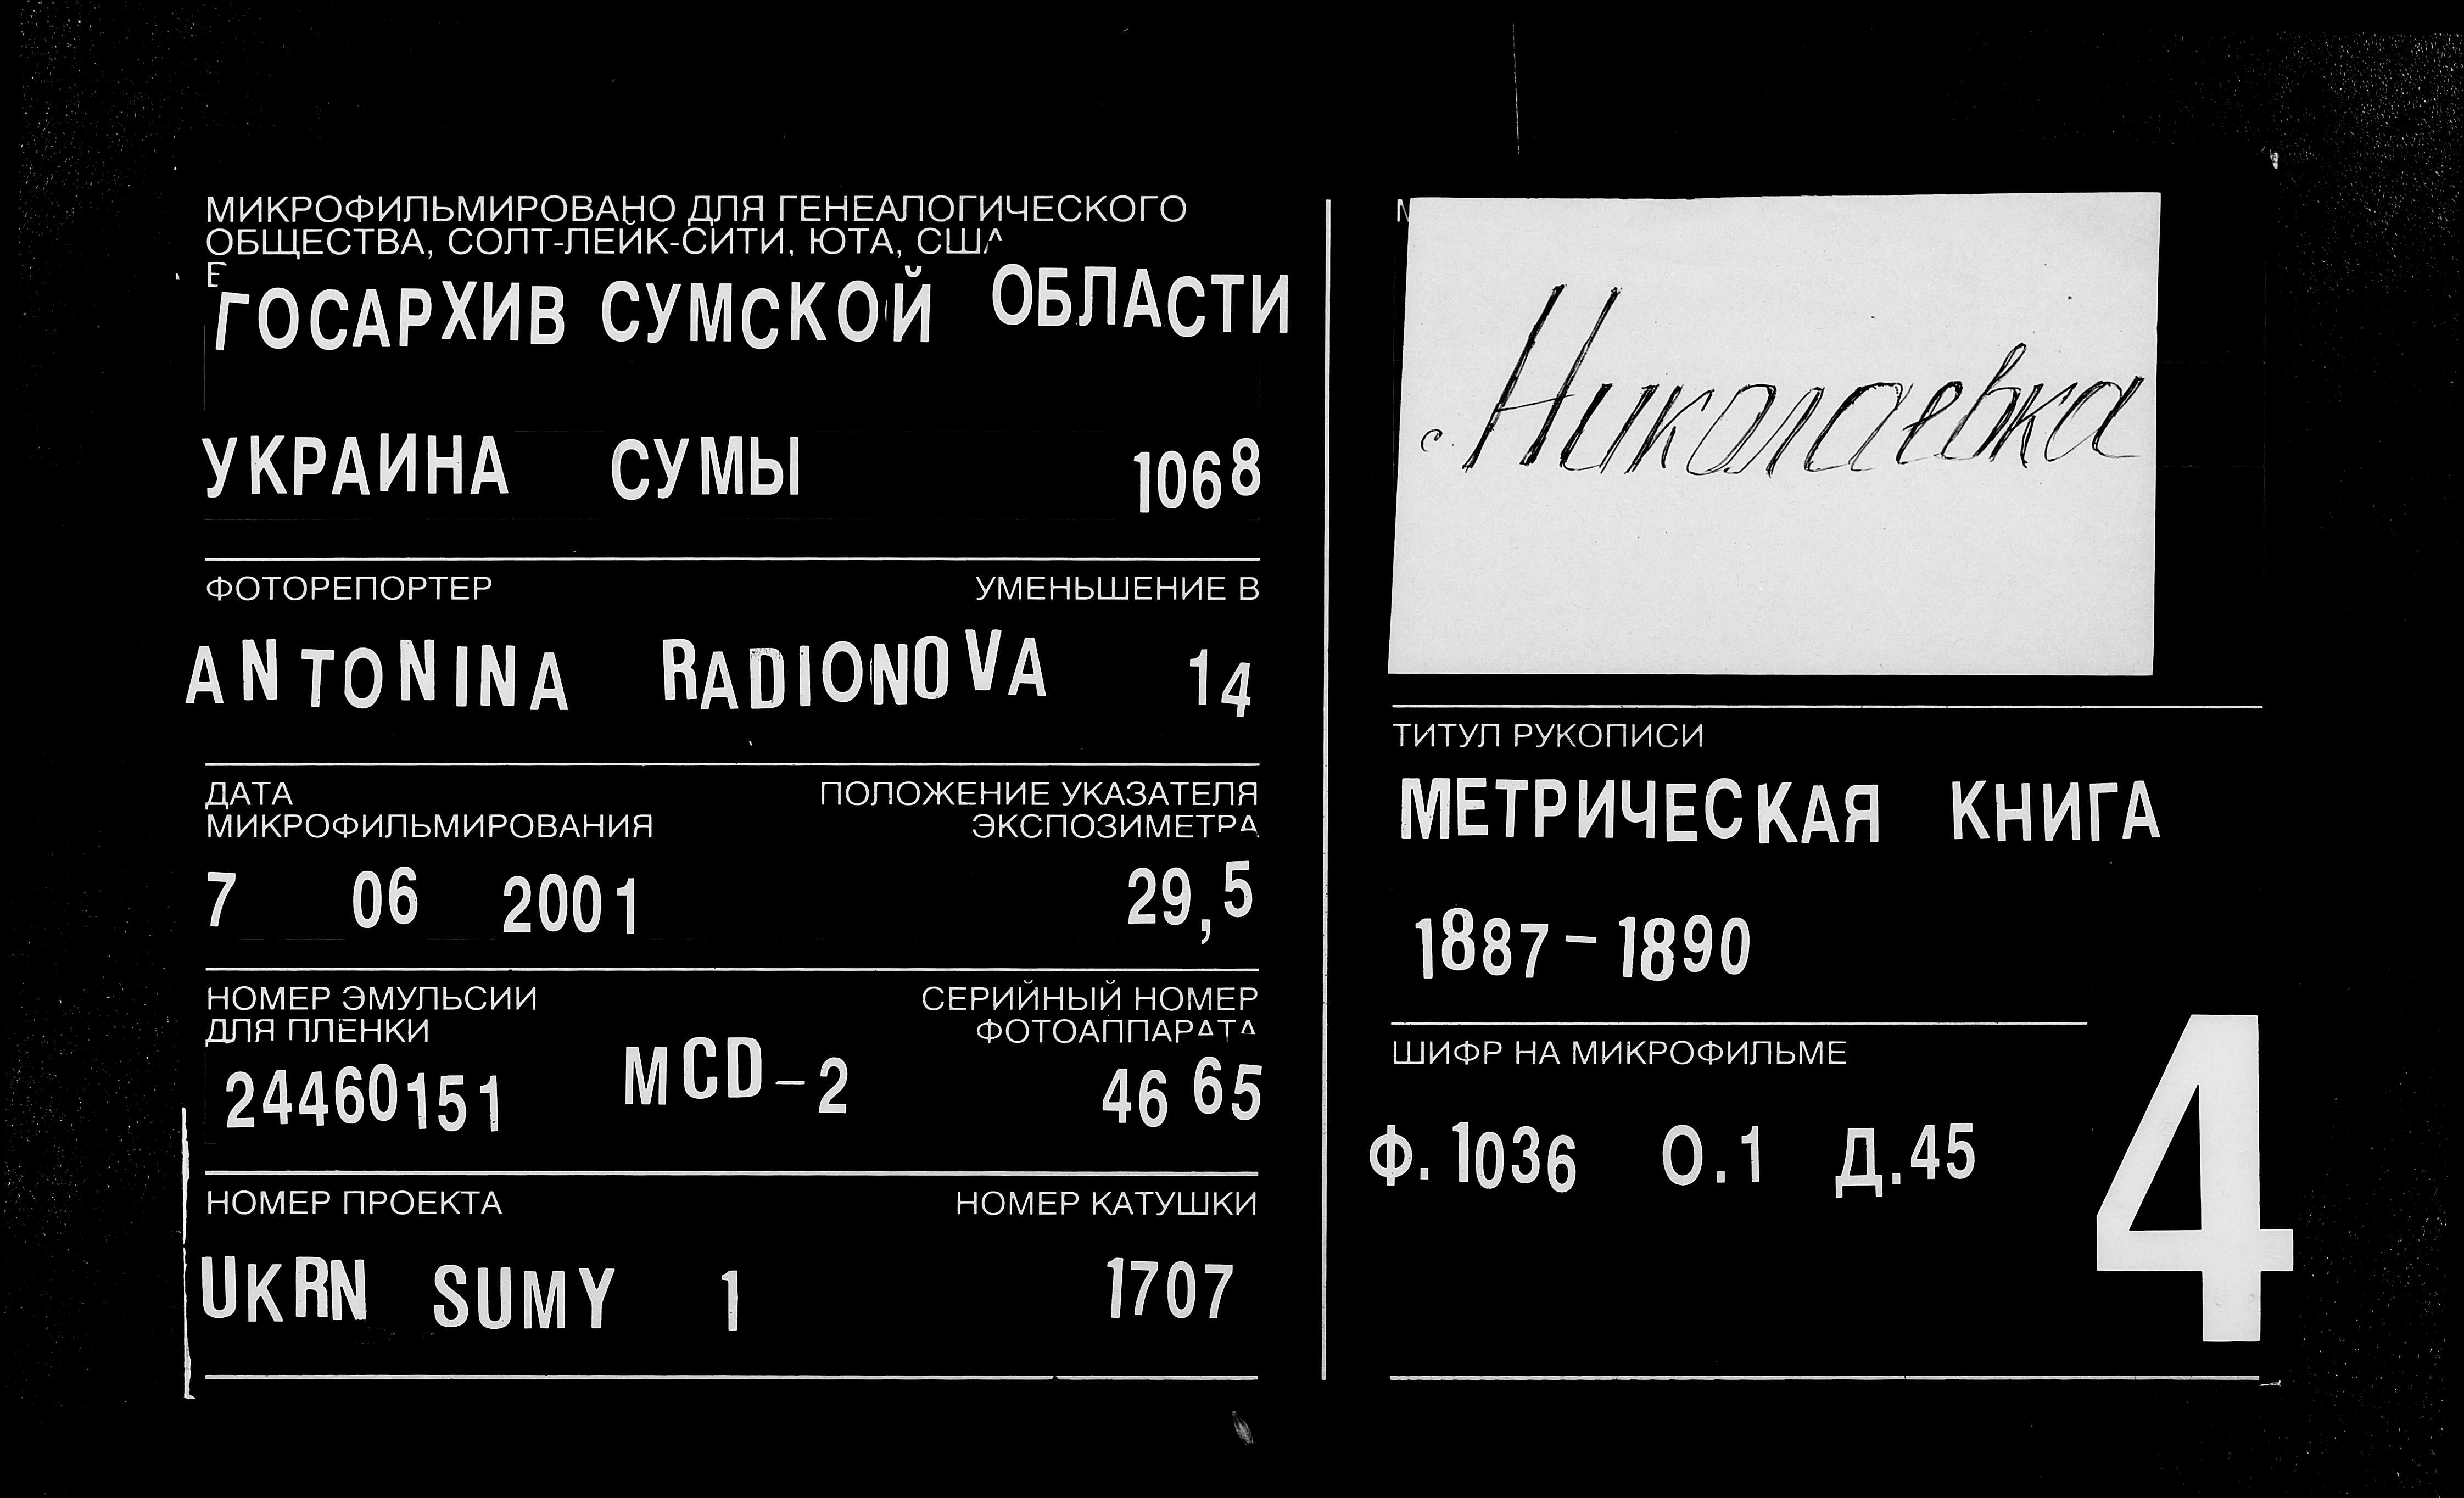 МИКРОФИЛЬМИРОВАНО ДЛЯ ГЕНЕАЛОГИЧЕСКОГО
ОБЩЕСТВА, СОЛТ-ЛЕЙК-СИТИ, ЮТА, США
В
ГОСАРХИВ СУМСКОЙ ОБЛАСТИ
УКРАИНА СУМЫ 1068
ФОТОРЕПОРТЕР УМЕНЬШЕНИЕ В
ANTONINA RADIONOVA 14
ДАТА ПОЛОЖЕНИЕ УКАЗАТЕЛЯ
МИКРОФИЛЬМИРОВАНИЯ ЭКСПОЗИМЕТРА
7 06 2001 29,5
НОМЕР ЭМУЛЬСИИ СЕРИЙНЫЙ НОМЕР
ДЛЯ ПЛЁНКИ ФОТОАППАРАТА
24460151 MCD-2 4665
НОМЕР ПРОЕКТА НОМЕР КАТУШКИ
UKRN SUMY 1 1707
с. Николаевка
ТИТУЛ РУКОПИСИ
МЕТРИЧЕСКАЯ КНИГА
1887-1890
ШИФР НА МИКРОФИЛЬМЕ
Ф. 1036 О.1 Д.45
4